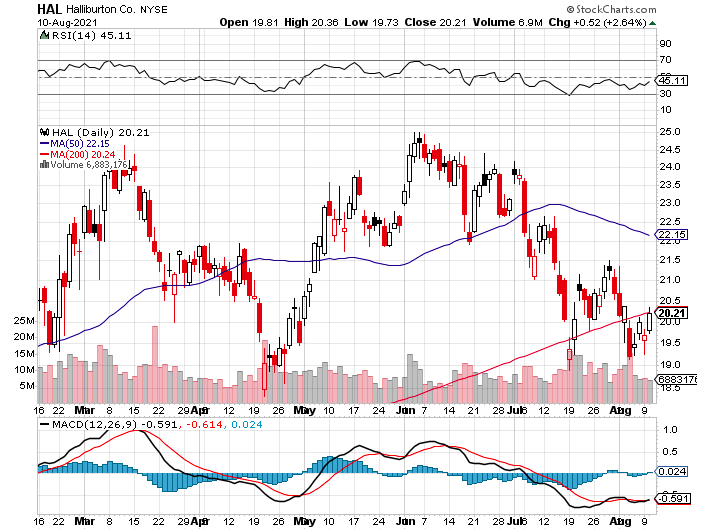 HAL Halliburton Co. NYSE © StockCharts.com
10-Aug-2021 Open 19.81 High 20.36 Low 19.73 Close 20.21 Volume 6.9M Chg +0.52 (+2.64%)
RSI(14) 45.11
90
70
50
45.11
30
10
HAL (Daily) 20.21
MA(50) 22.15
MA(200) 20.24
Volume 6,883,176
25.0
24.5
24.0
23.5
23.0
22.5
22.15
22.0
21.5
21.0
20.5
20.21
20.0
19.5
19.0
18.5
25M
20M
15M
10M
5M
6883176
16 22 Mar 8 15 22 29 Apr 12 19 26 May 10 17 24 Jun 7 14 21 28 Jul 12 19 26 Aug 9
MACD(12,26,9) -0.591, -0.614, 0.024
1.0
0.5
0.024
-0.591
16 22 Mar 8 15 22 29 Apr 12 19 26 May 10 17 24 Jun 7 14 21 28 Jul 12 19 26 Aug 9